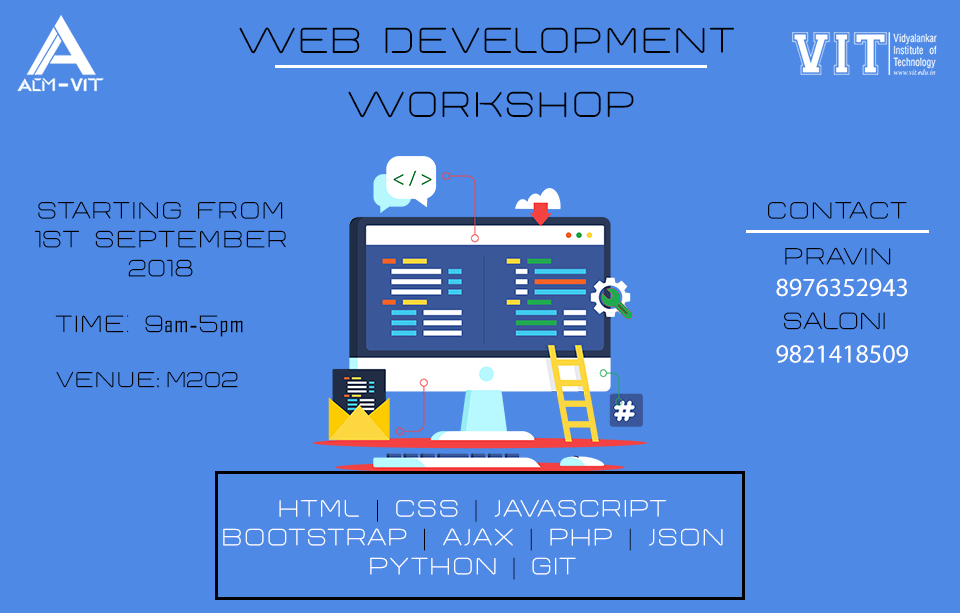 WEB DEVELOPMENT
WORKSHOP
ACM-VIT
VIT
Vidyalankar
Institute of
Technology
www.vit.edu.in
STARTING FROM
1ST SEPTEMBER
2018
TIME: 9am-5pm
VENUE: M202
</>
#
CONTACT
PRAVIN
8976352943
SALONI
9821418509
HTML | CSS | JAVASCRIPT
BOOTSTRAP | AJAX | PHP | JSON
PYTHON | GIT